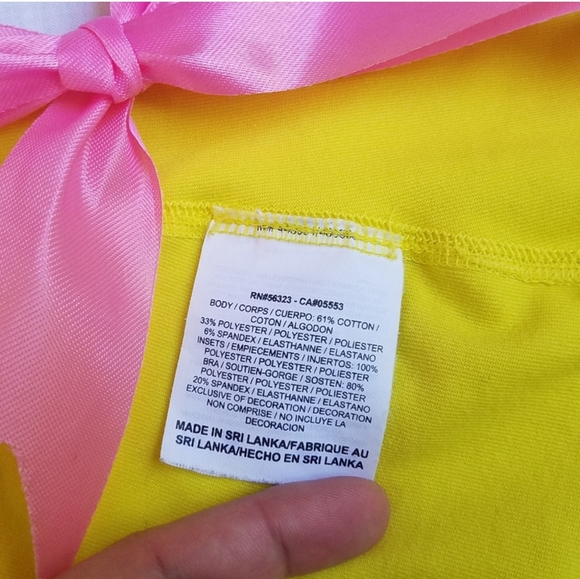 RN#56323 - CA#05553
BODY / CORPS / CUERPO: 61% COTTON /
COTON / ALGODON
33% POLYESTER / POLYESTER / POLIESTER
6% SPANDEX / ELASTHANNE / ELASTANO
INSETS / EMPIECEMENTS / INJERTOS: 100%
POLYESTER / POLYESTER / POLIESTER
BRA / SOUTIEN-GORGE / SOSTEN: 80%
POLYESTER / POLYESTER / POLIESTER
20% SPANDEX / ELASTHANNE / ELASTANO
EXCLUSIVE OF DECORATION / DECORATION
NON COMPRISE / NO INCLUYE LA
DECORACION
MADE IN SRI LANKA/FABRIQUE AU
SRI LANKA/HECHO EN SRI LANKA